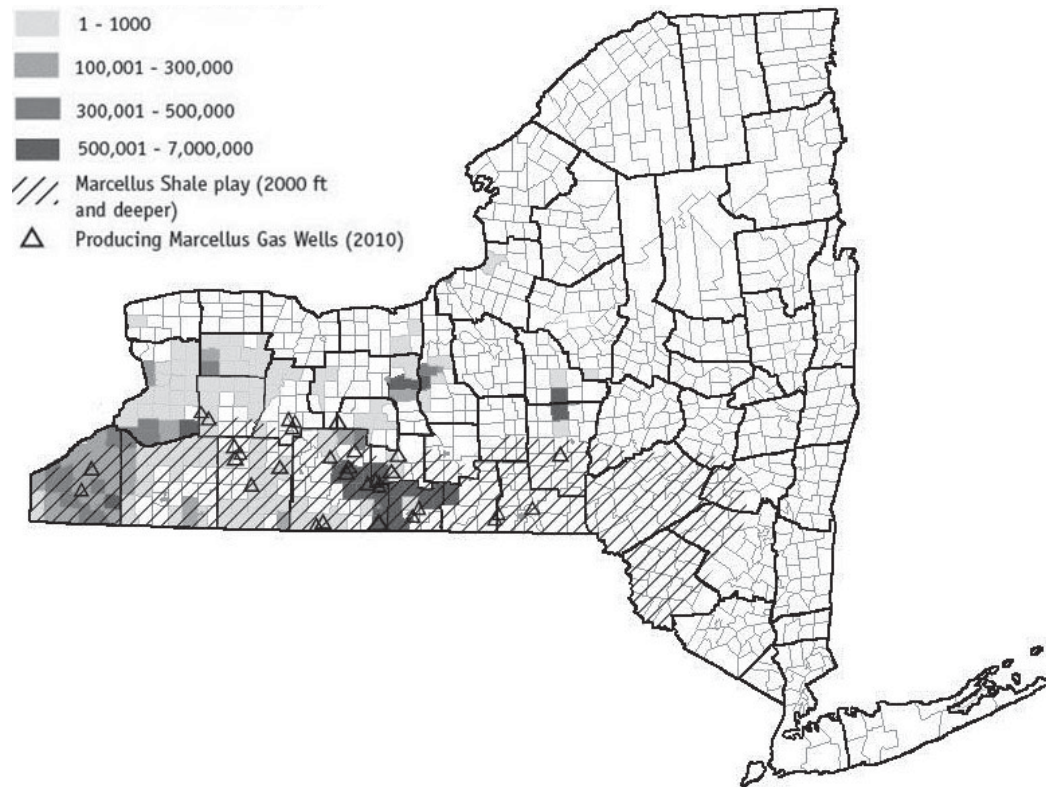 1 - 1000
100,001 - 300,000
300,001 - 500,000
500,001 - 7,000,000
Marcellus Shale play (2000 ft
and deeper)
Producing Marcellus Gas Wells (2010)